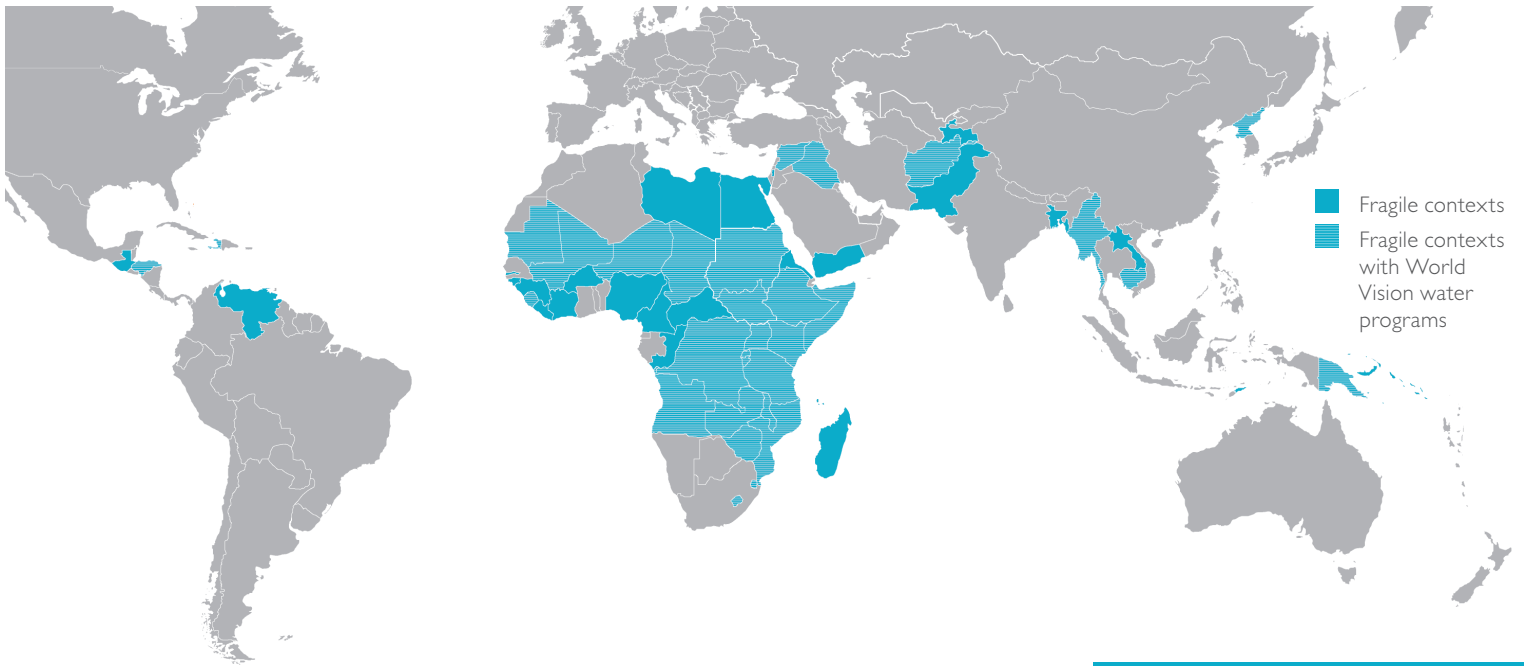 Fragile contexts
Fragile contexts
with World
Vision water
programs